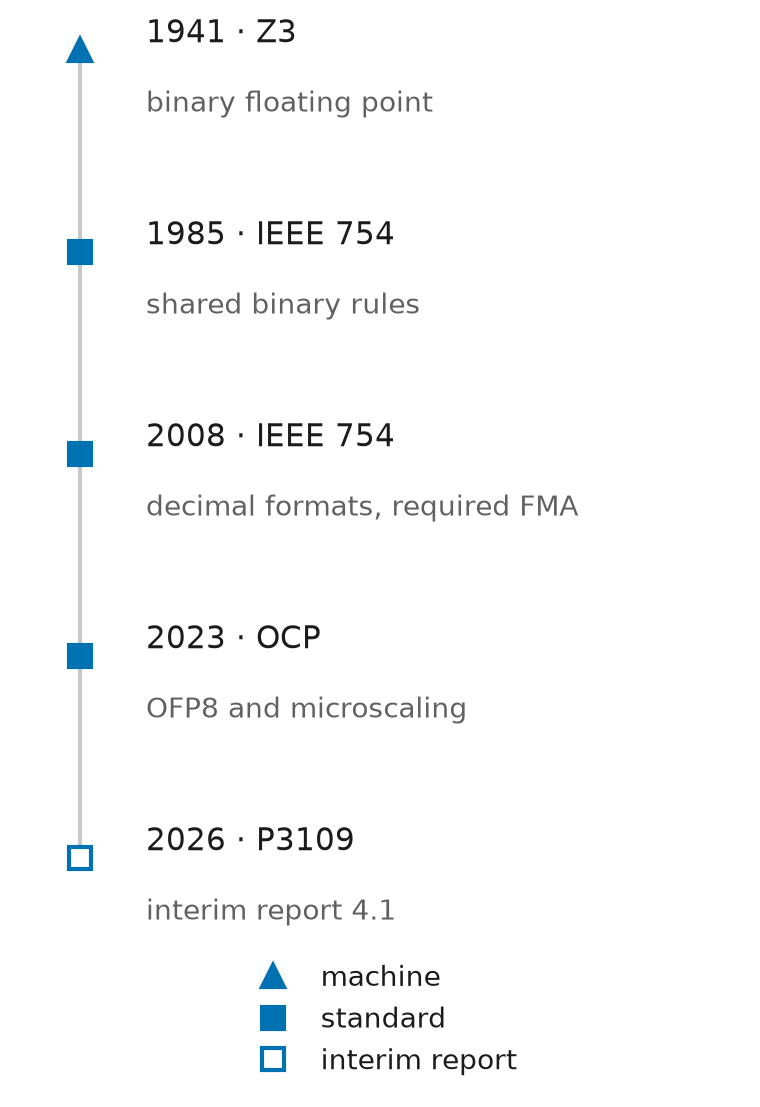 1941 · Z3
binary floating point
1985 · IEEE 754
shared binary rules
2008 · IEEE 754
decimal formats, required FMA
2023 · OCP
OFP8 and microscaling
2026 · P3109
interim report 4.1
machine
standard
interim report